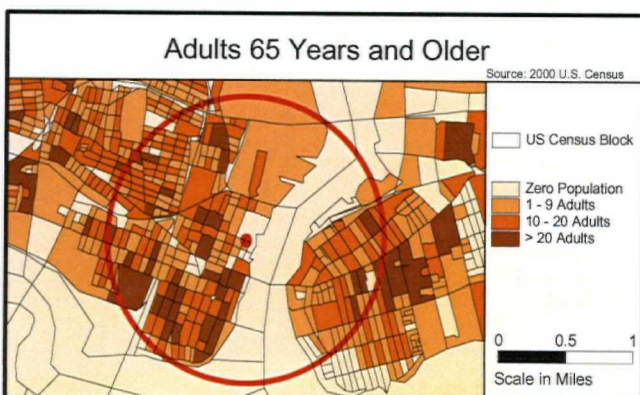 Adults 65 Years and Older
Source: 2000 U.S. Census
US Census Block
Zero Population
1 - 9 Adults
10 - 20 Adults
> 20 Adults
0 0.5 1
Scale in Miles